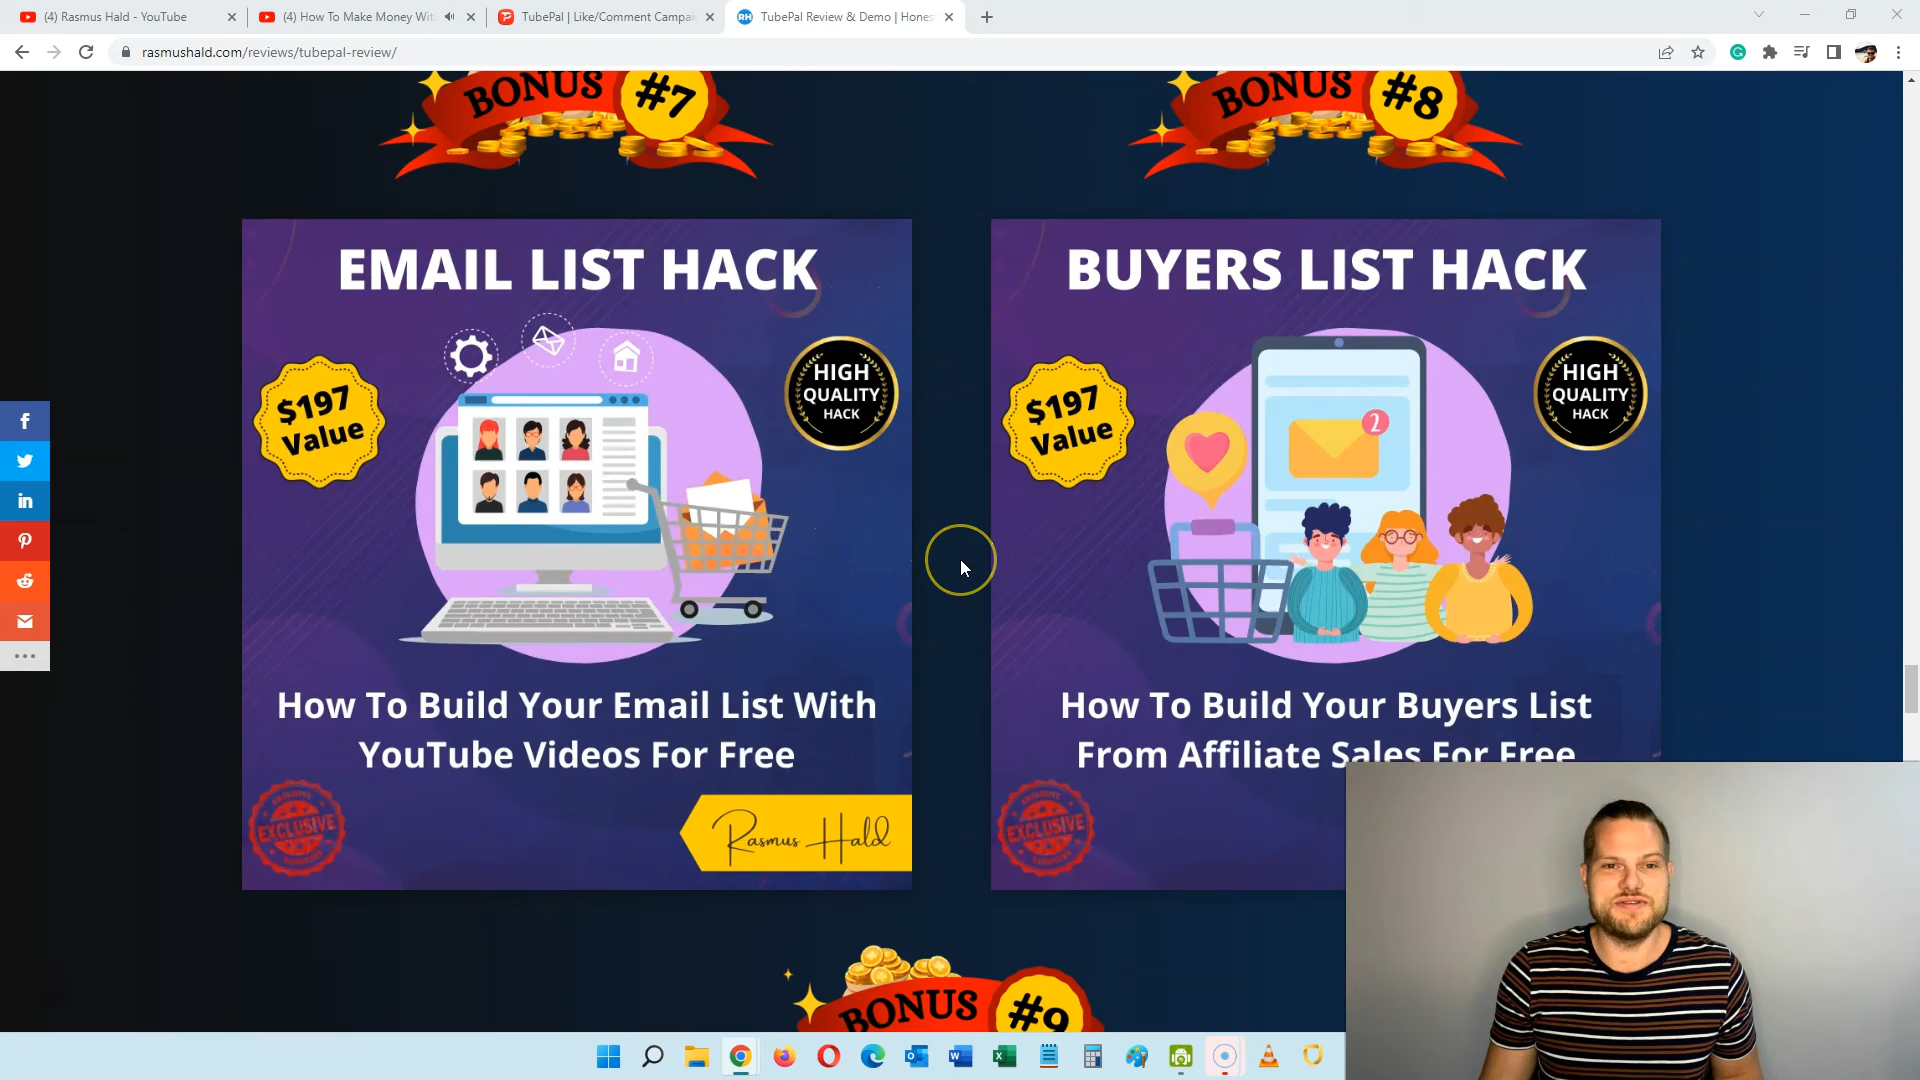 (4) Rasmus Hald - YouTube
(4) How To Make Money Wit
TubePal | Like/Comment Campai
TubePal Review & Demo | Hones
rasmushald.com/reviews/tubepal-review/
BONUS #7
BONUS #8
EMAIL LIST HACK
$197
Value
HIGH
QUALITY
HACK
How To Build Your Email List With
YouTube Videos For Free
EXCLUSIVE
Rasmus Hald
BUYERS LIST HACK
$197
Value
HIGH
QUALITY
HACK
2
How To Build Your Buyers List
From Affiliate Sales For Free
EXCLUSIVE
BONUS #9